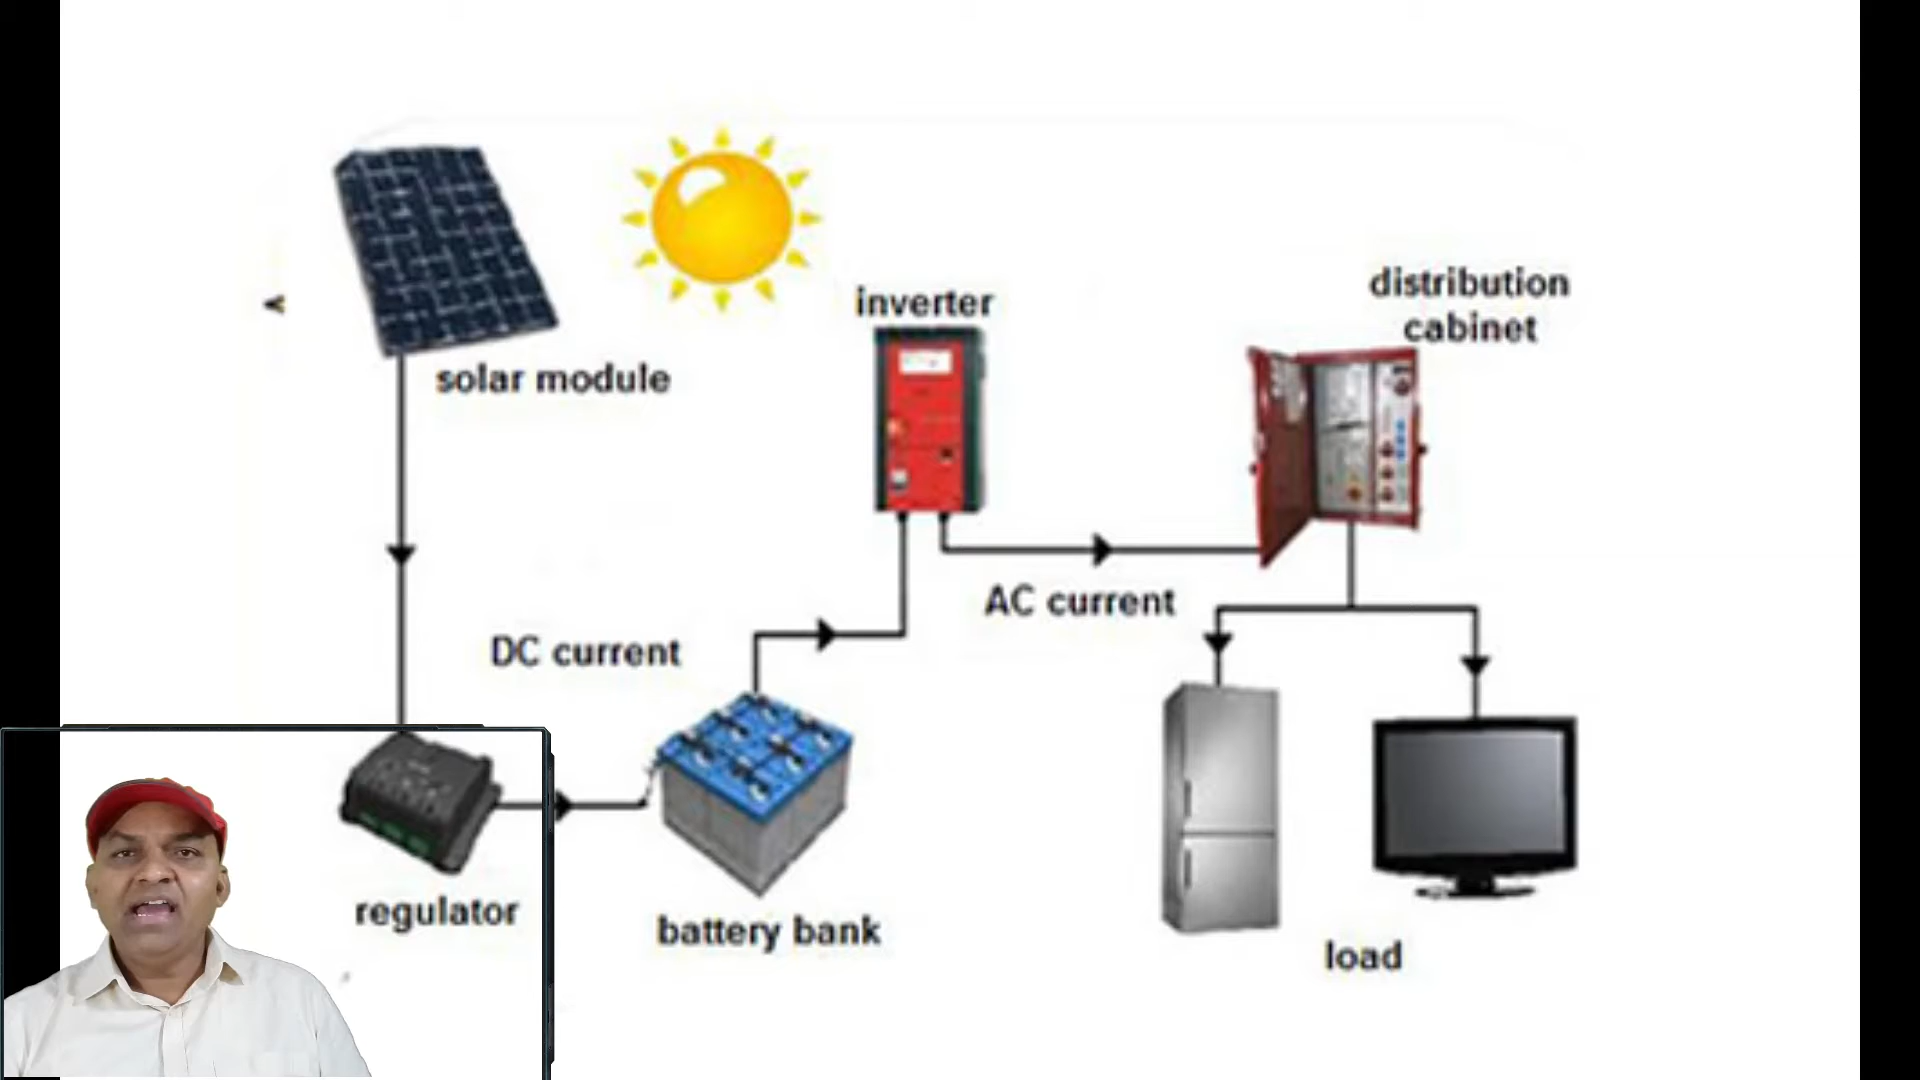 inverter
distribution
cabinet
solar module
AC current
DC current
regulator
battery bank
load